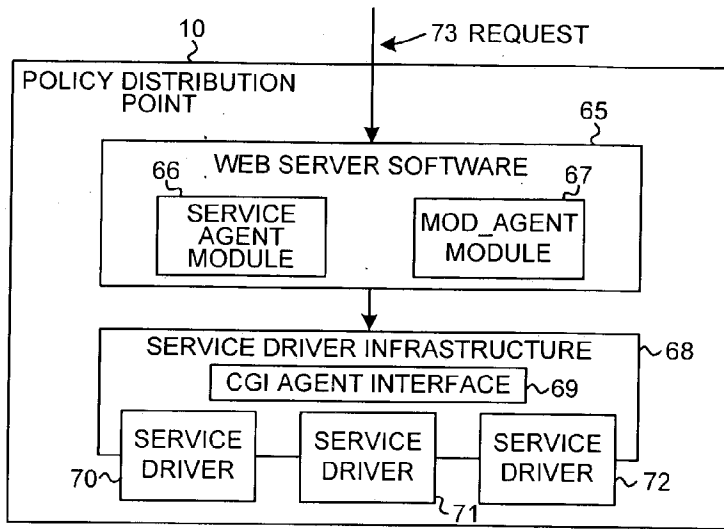 10
73 REQUEST
POLICY DISTRIBUTION
POINT
65
WEB SERVER SOFTWARE
66
67
SERVICE
AGENT
MODULE
MOD_AGENT
MODULE
SERVICE DRIVER INFRASTRUCTURE
68
CGI AGENT INTERFACE
69
SERVICE
DRIVER
70
SERVICE
DRIVER
71
SERVICE
DRIVER
72